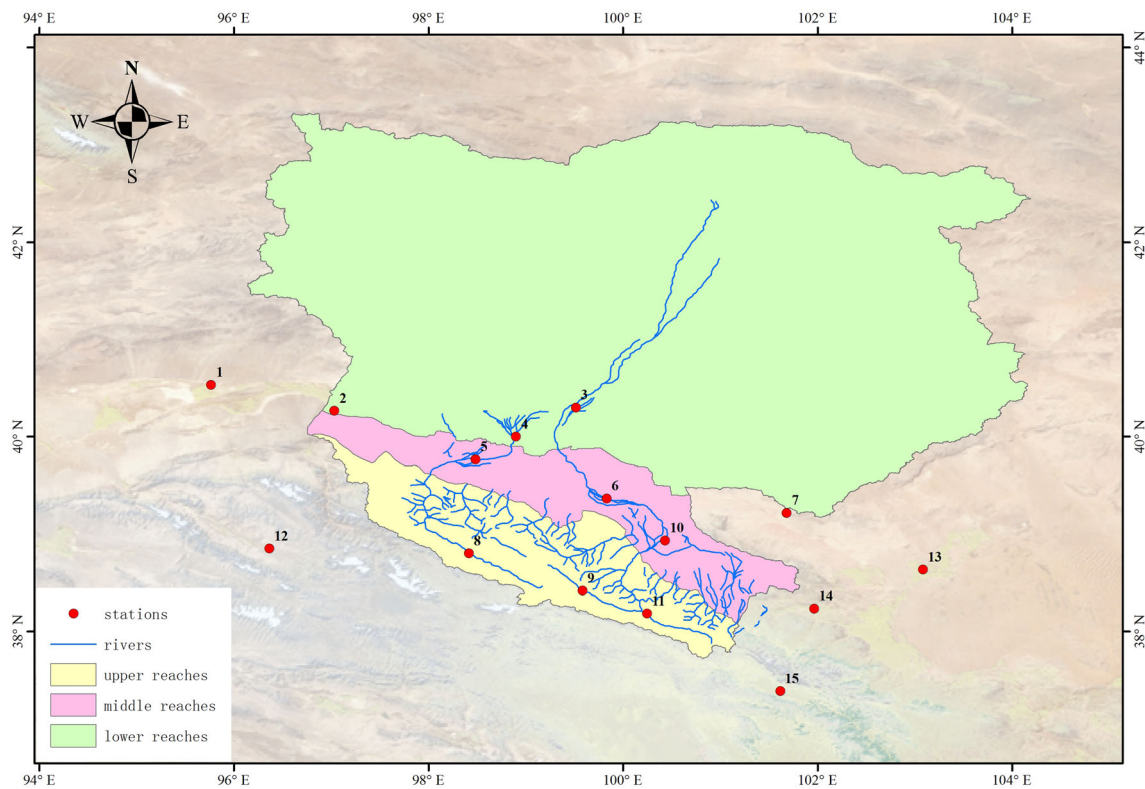 94° E 96° E 98° E 100° E 102° E 104° E
44° N 44° N
N
W E
S
42° N 42° N
1
2
3
4
40° N 40° N
5
6
7
10
8
12
13
9
14
11
38° N 38° N
15
stations
rivers
upper reaches
middle reaches
lower reaches
94° E 96° E 98° E 100° E 102° E 104° E